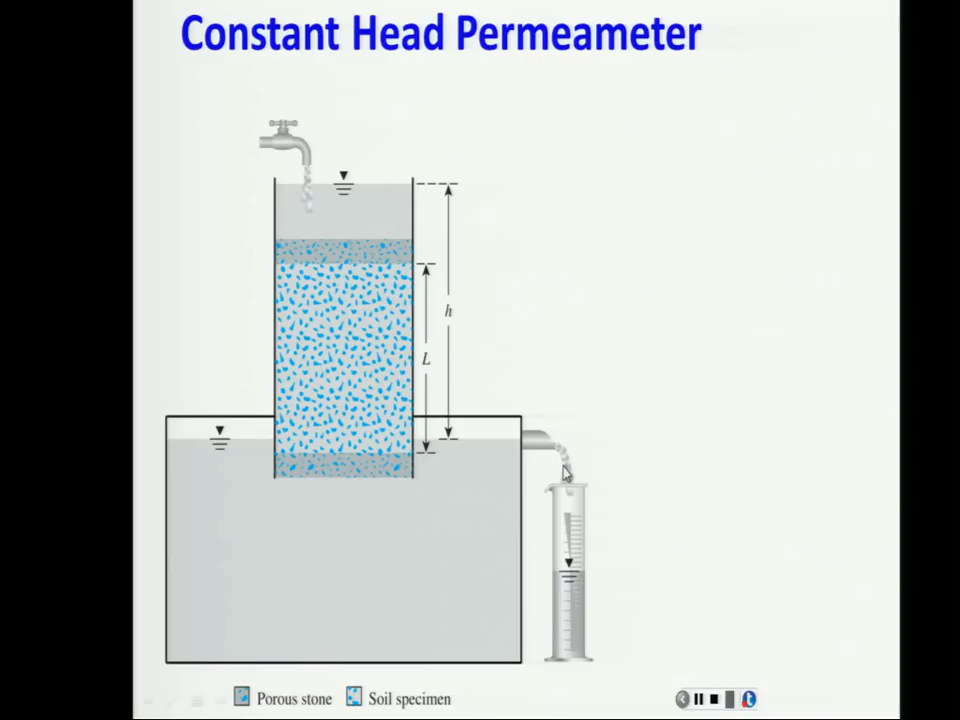 Constant Head Permeameter
h
L
Porous stone
Soil specimen